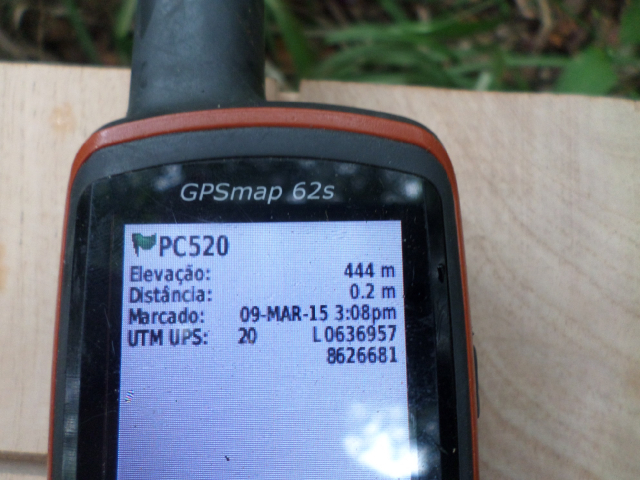 GPSmap 62s
PC520
Elevação: 444 m
Distância: 0.2 m
Marcado: 09-MAR-15 3:08pm
UTM UPS: 20 L0636957
8626681